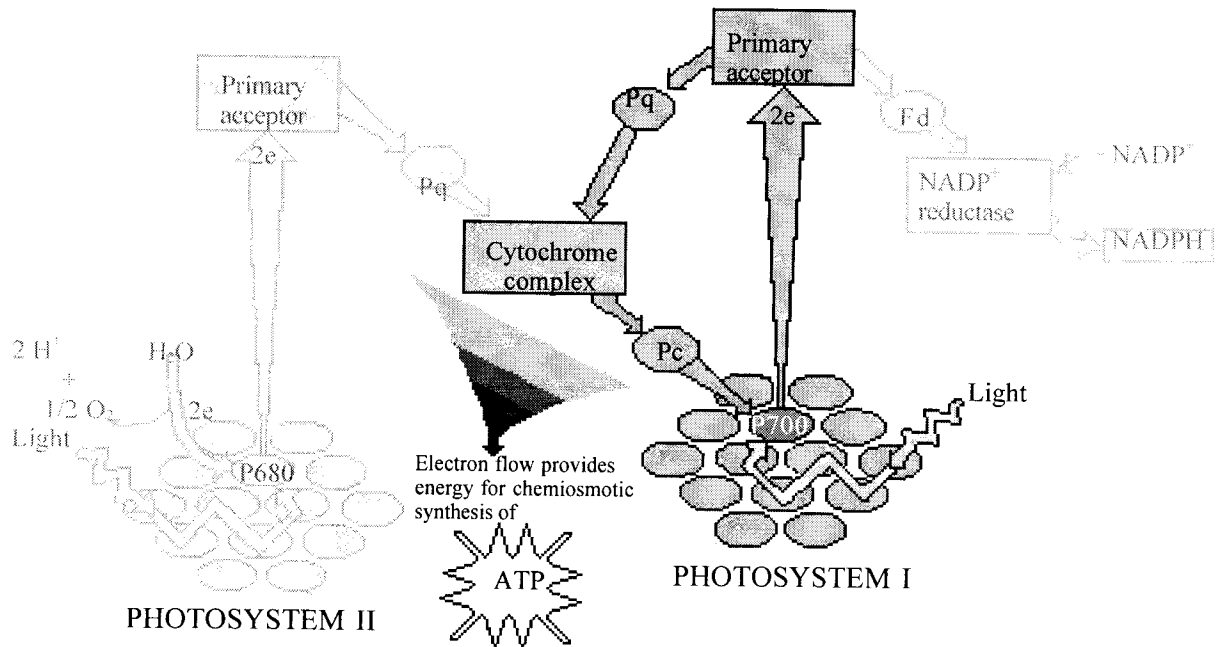 Primary
acceptor
2e
Pq
Primary
acceptor
2e⁻
Pq
Fd
NADP⁺
NADP⁺
reductase
NADPH
Cytochrome
complex
Pc
2 H⁺
+
1/2 O₂
H₂O
2e
Light
P680
P700
Light
Electron flow provides
energy for chemiosmotic
synthesis of
ATP
PHOTOSYSTEM II
PHOTOSYSTEM I